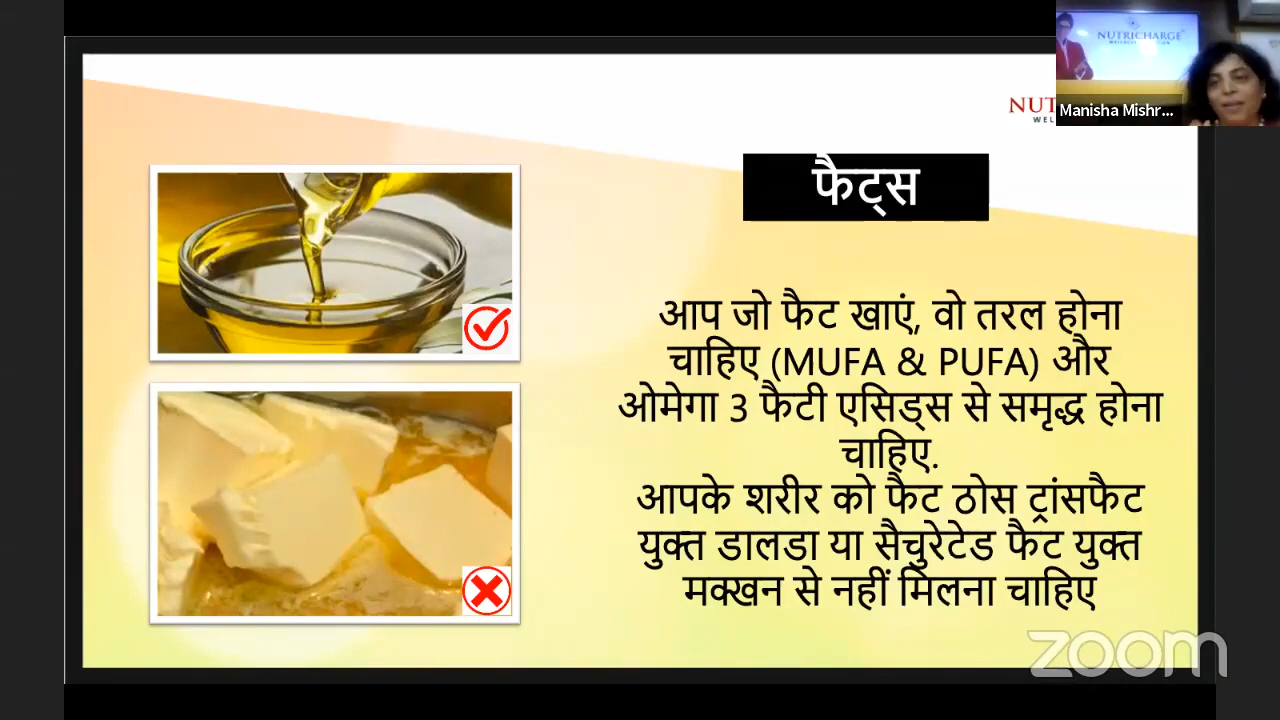 NUTRICHARGE
Manisha Mishr...
फैट्स
आप जो फैट खाएं, वो तरल होना
चाहिए (MUFA & PUFA) और
ओमेगा 3 फैटी एसिड्स से समृद्ध होना
चाहिए.
आपके शरीर को फैट ठोस ट्रांसफैट
युक्त डालडा या सैचुरेटेड फैट युक्त
मक्खन से नहीं मिलना चाहिए
zoom